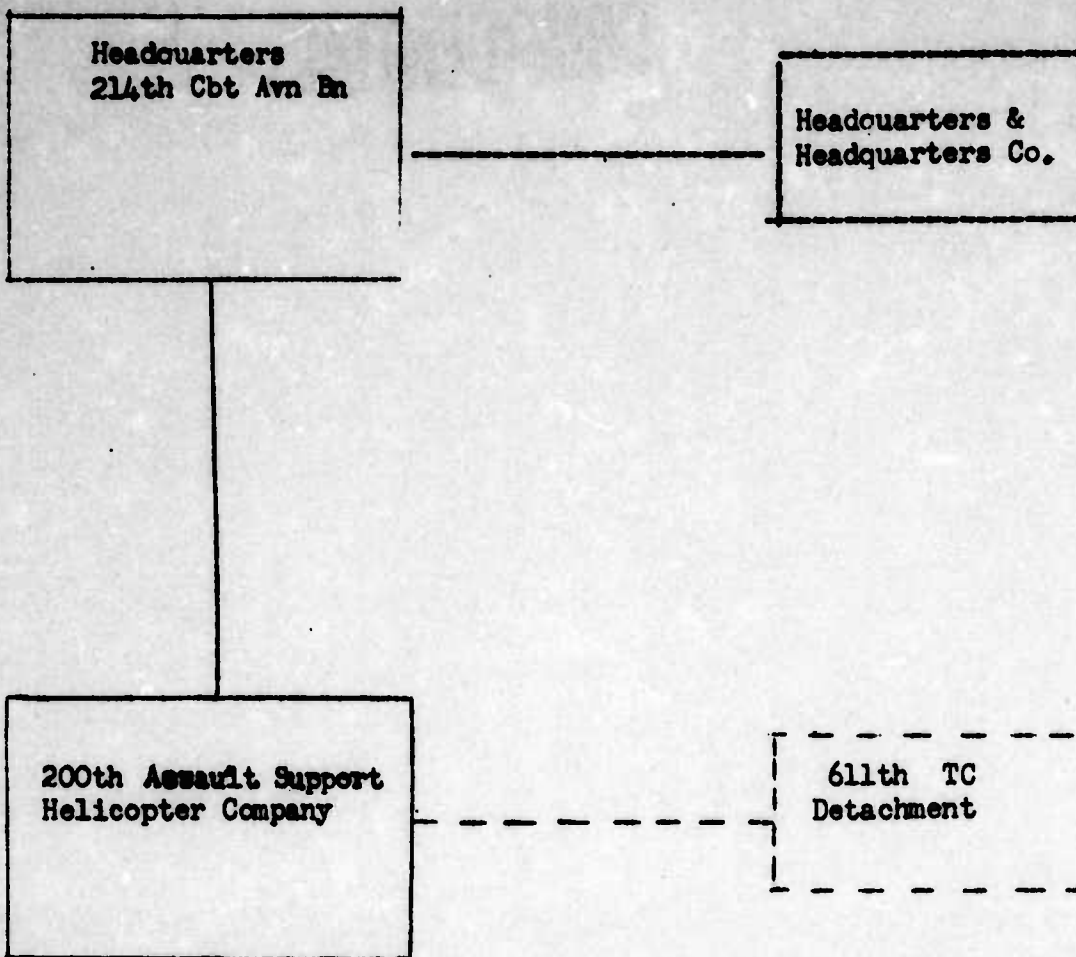 Headquarters
214th Cbt Avn Bn
Headquarters &
Headquarters Co.
200th Assault Support
Helicopter Company
611th TC
Detachment